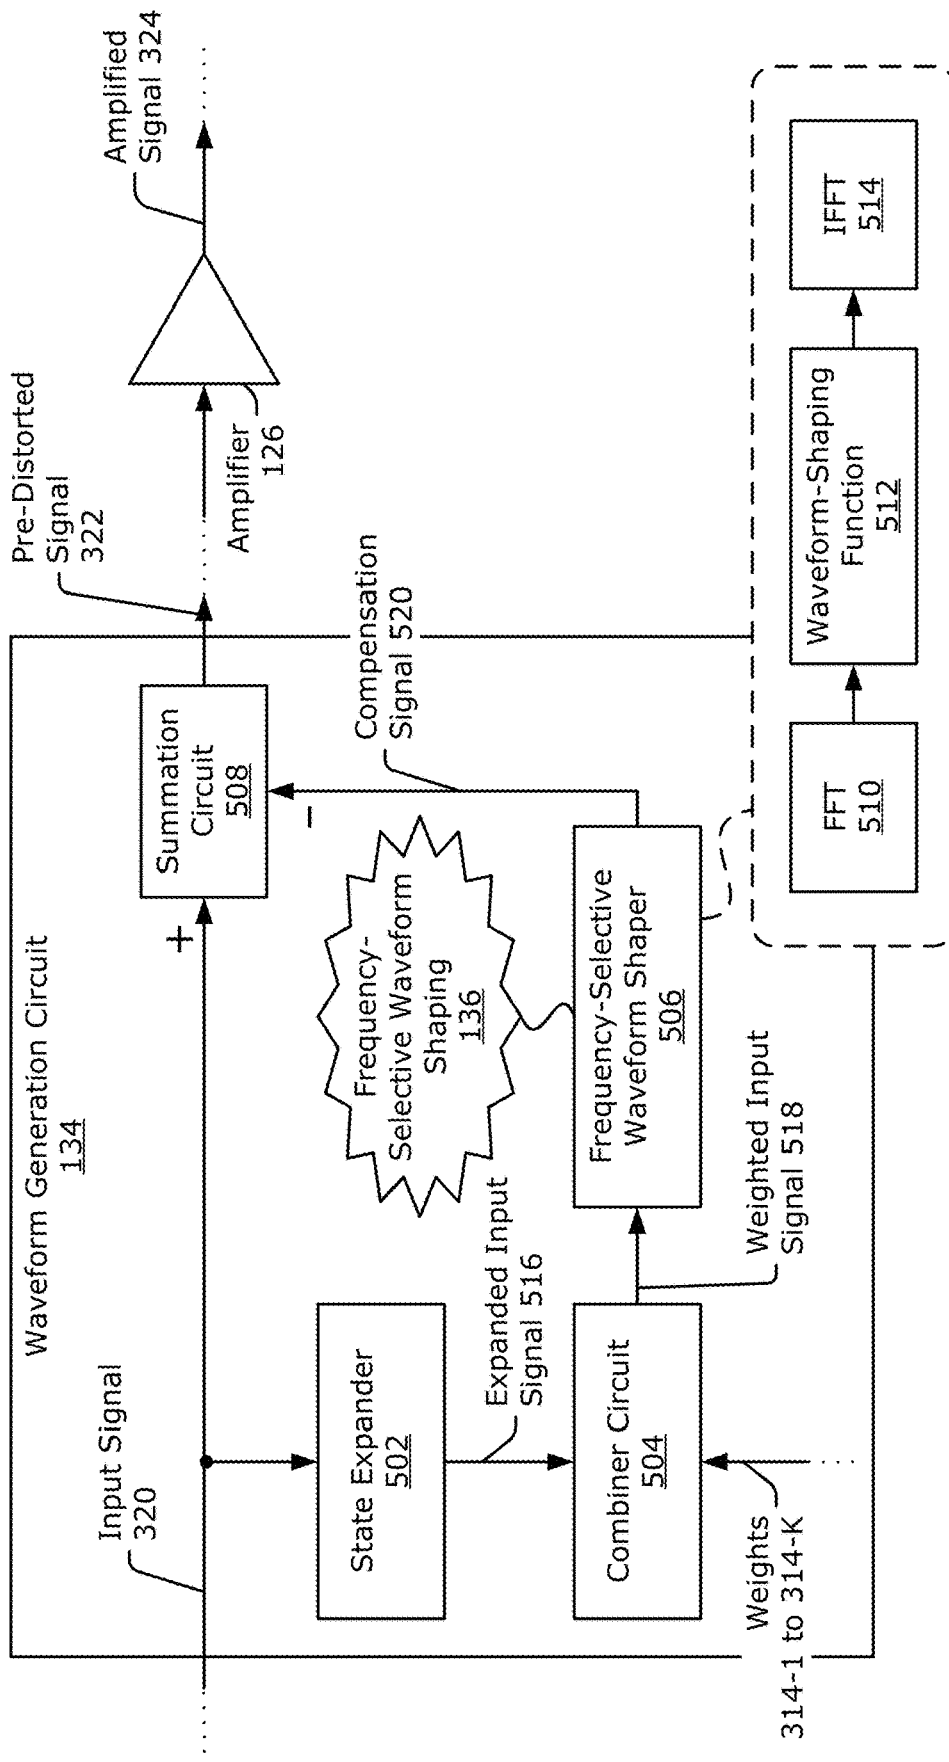 Waveform Generation Circuit
134
Input Signal
320
+
Summation
Circuit
508
Pre-Distorted
Signal
322
Amplifier
126
Amplified
Signal 324
State Expander
502
Frequency-
Selective Waveform
Shaping
136
-
Compensation
Signal 520
Expanded Input
Signal 516
Combiner Circuit
504
Frequency-Selective
Waveform Shaper
506
Weighted Input
Signal 518
Weights
314-1 to 314-K
FFT
510
Waveform-Shaping
Function
512
IFFT
514